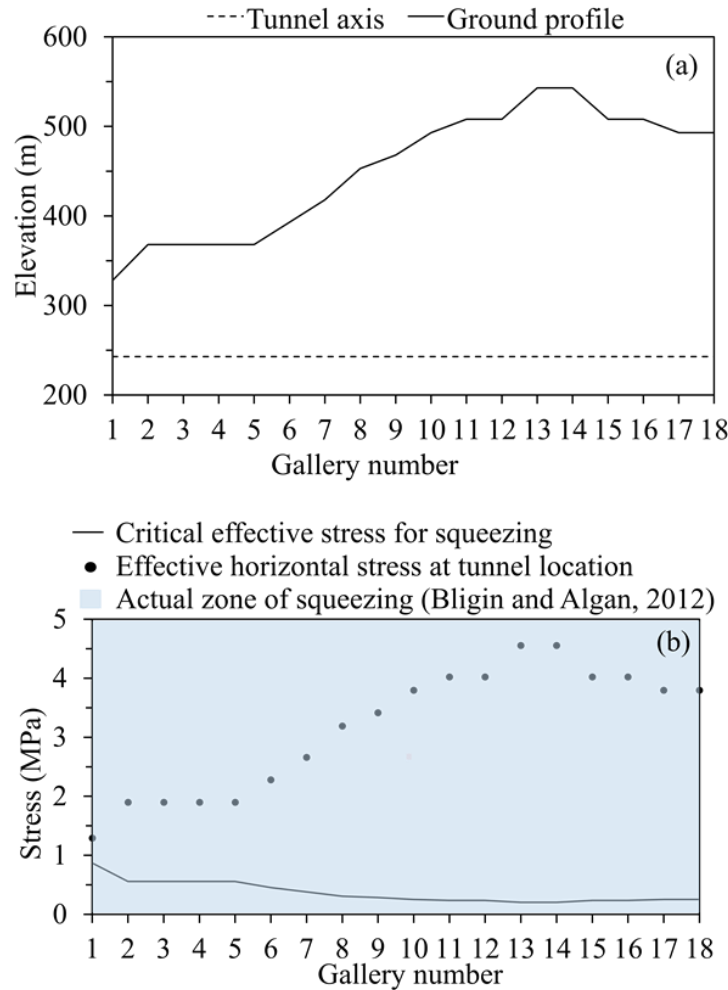 Tunnel axis Ground profile
(a)
600
500
400
300
200
Elevation (m)
1 2 3 4 5 6 7 8 9 10 11 12 13 14 15 16 17 18
Gallery number
Critical effective stress for squeezing
Effective horizontal stress at tunnel location
Actual zone of squeezing (Bligin and Algan, 2012)
(b)
5
4
3
2
1
0
Stress (MPa)
1 2 3 4 5 6 7 8 9 10 11 12 13 14 15 16 17 18
Gallery number